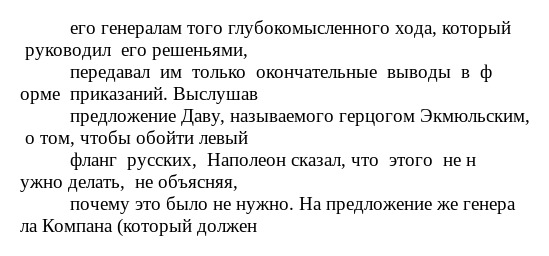 его генералам того глубокомысленного хода, который
руководил его решеньями,
передавал им только окончательные выводы в ф
орме приказаний. Выслушав
предложение Даву, называемого герцогом Экмюльским,
о том, чтобы обойти левый
фланг русских, Наполеон сказал, что этого не н
ужно делать, не объясняя,
почему это было не нужно. На предложение же генера
ла Компана (который должен